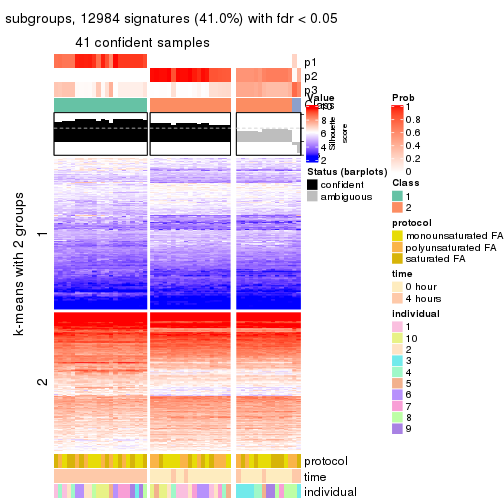 subgroups, 12984 signatures (41.0%) with fdr < 0.05
41 confident samples
p1
p2
p3
Class
Silhouette
score
k-means with 2 groups
1
2
protocol
time
individual
Value
10
8
6
4
2
Status (barplots)
confident
ambiguous
Prob
1
0.8
0.6
0.4
0.2
0
Class
1
2
protocol
monounsaturated FA
polyunsaturated FA
saturated FA
time
0 hour
4 hours
individual
1
10
2
3
4
5
6
7
8
9